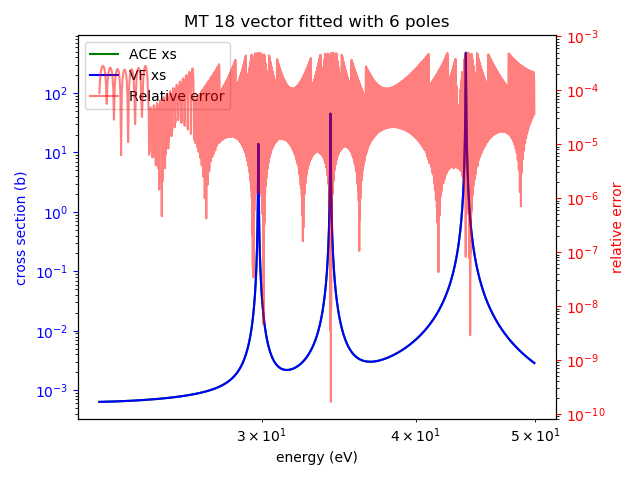 MT 18 vector fitted with 6 poles
ACE xs
VF xs
Relative error
cross section (b)
10²
10¹
10⁰
10⁻¹
10⁻²
10⁻³
10⁻³
10⁻⁴
10⁻⁵
10⁻⁶
10⁻⁷
10⁻⁸
10⁻⁹
10⁻¹⁰
relative error
3 × 10¹ 4 × 10¹ 5 × 10¹
energy (eV)